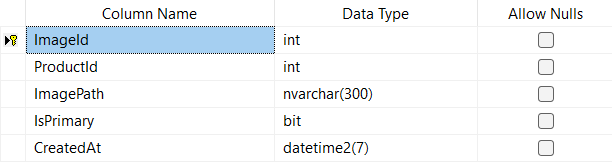 Column Name Data Type Allow Nulls
ImageId int
ProductId int
ImagePath nvarchar(300)
IsPrimary bit
CreatedAt datetime2(7)